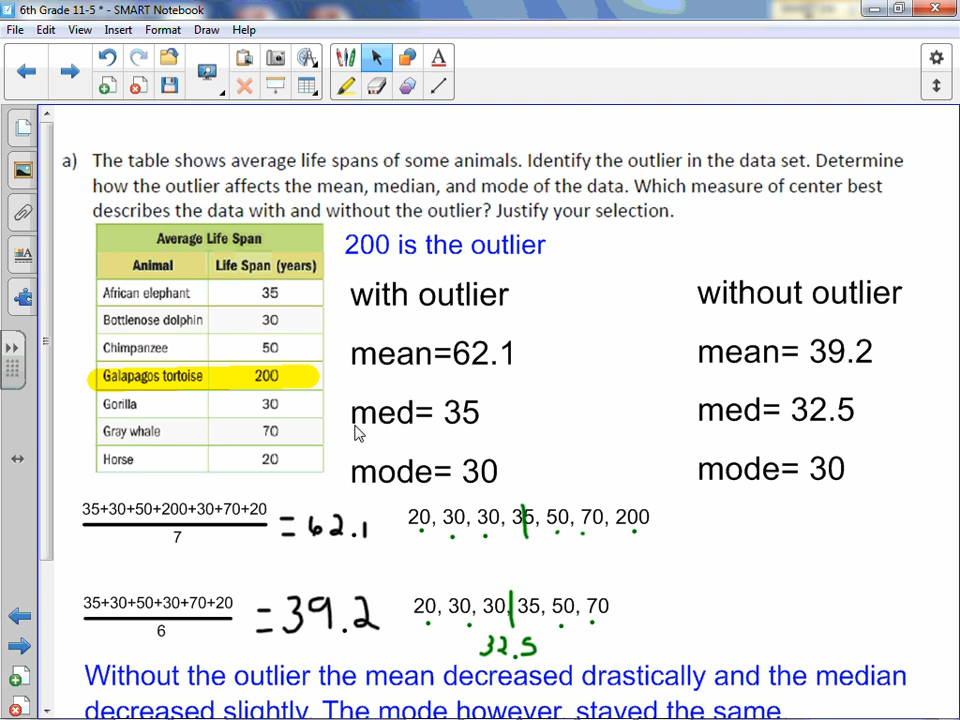 6th Grade 11-5 * - SMART Notebook
File Edit View Insert Format Draw Help
a) The table shows average life spans of some animals. Identify the outlier in the data set. Determine
how the outlier affects the mean, median, and mode of the data. Which measure of center best
describes the data with and without the outlier? Justify your selection.
Average Life Span
Animal Life Span (years)
African elephant 35
Bottlenose dolphin 30
Chimpanzee 50
Galapagos tortoise 200
Gorilla 30
Gray whale 70
Horse 20
200 is the outlier
with outlier
mean=62.1
med= 35
mode= 30
without outlier
mean= 39.2
med= 32.5
mode= 30
35+30+50+200+30+70+20
7
= 62.1
20, 30, 30, 35, 50, 70, 200
35+30+50+30+70+20
6
= 39.2
20, 30, 30, 35, 50, 70
32.5
Without the outlier the mean decreased drastically and the median
decreased slightly. The mode however, stayed the same.